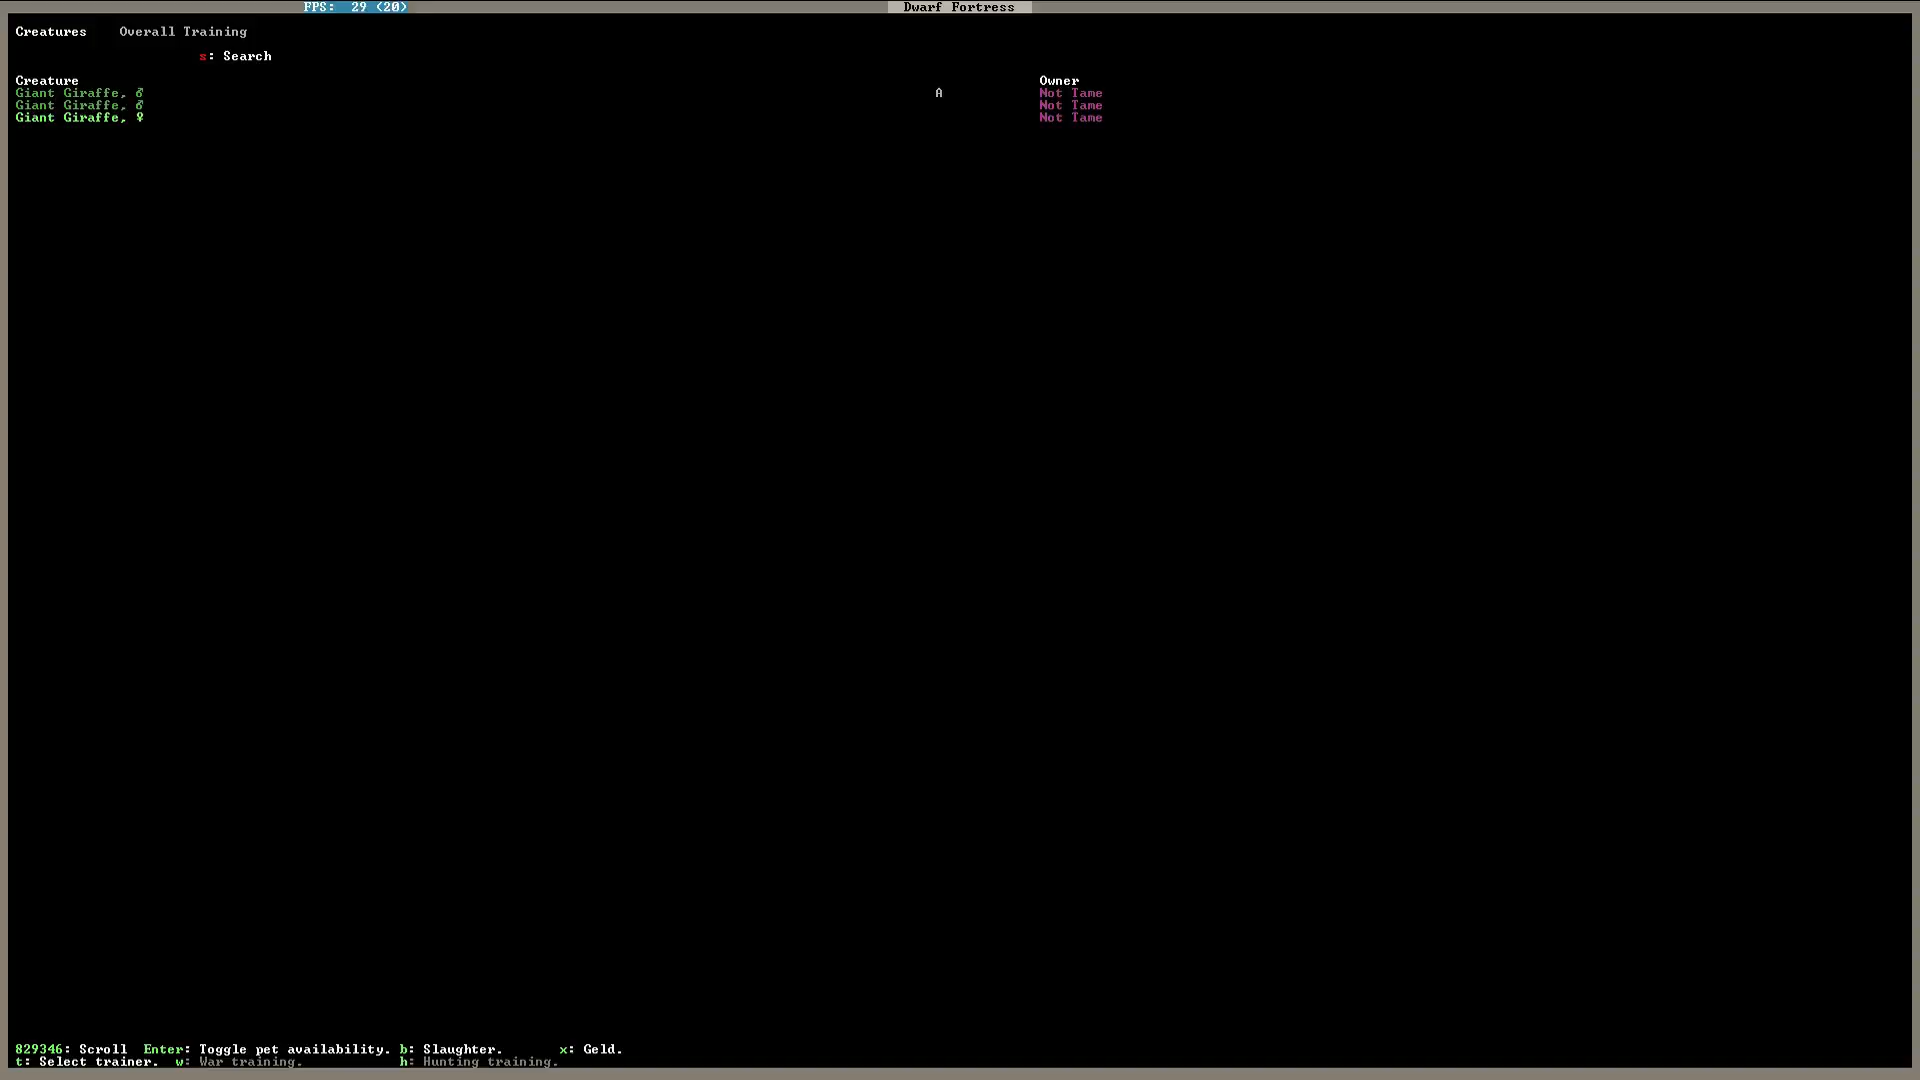 FPS:  29 (20)    Dwarf Fortress
Creatures    Overall Training
s: Search
Creature    Owner
Giant Giraffe, ♂    A    Not Tame
Giant Giraffe, ♂    Not Tame
Giant Giraffe, ♀    Not Tame
829346: Scroll  Enter: Toggle pet availability. b: Slaughter.    x: Geld.
t: Select trainer.  w: War training.    h: Hunting training.